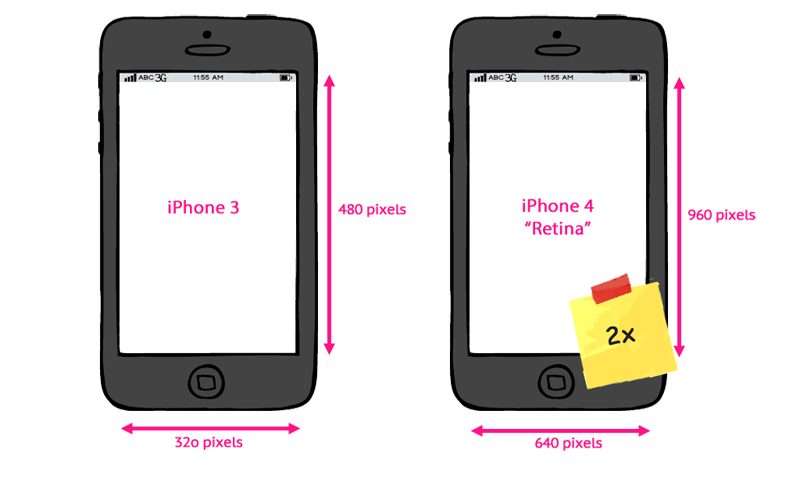 ABC 3G 11:55 AM
iPhone 3
480 pixels
320 pixels
ABC 3G 11:55 AM
iPhone 4
“Retina”
960 pixels
2x
640 pixels